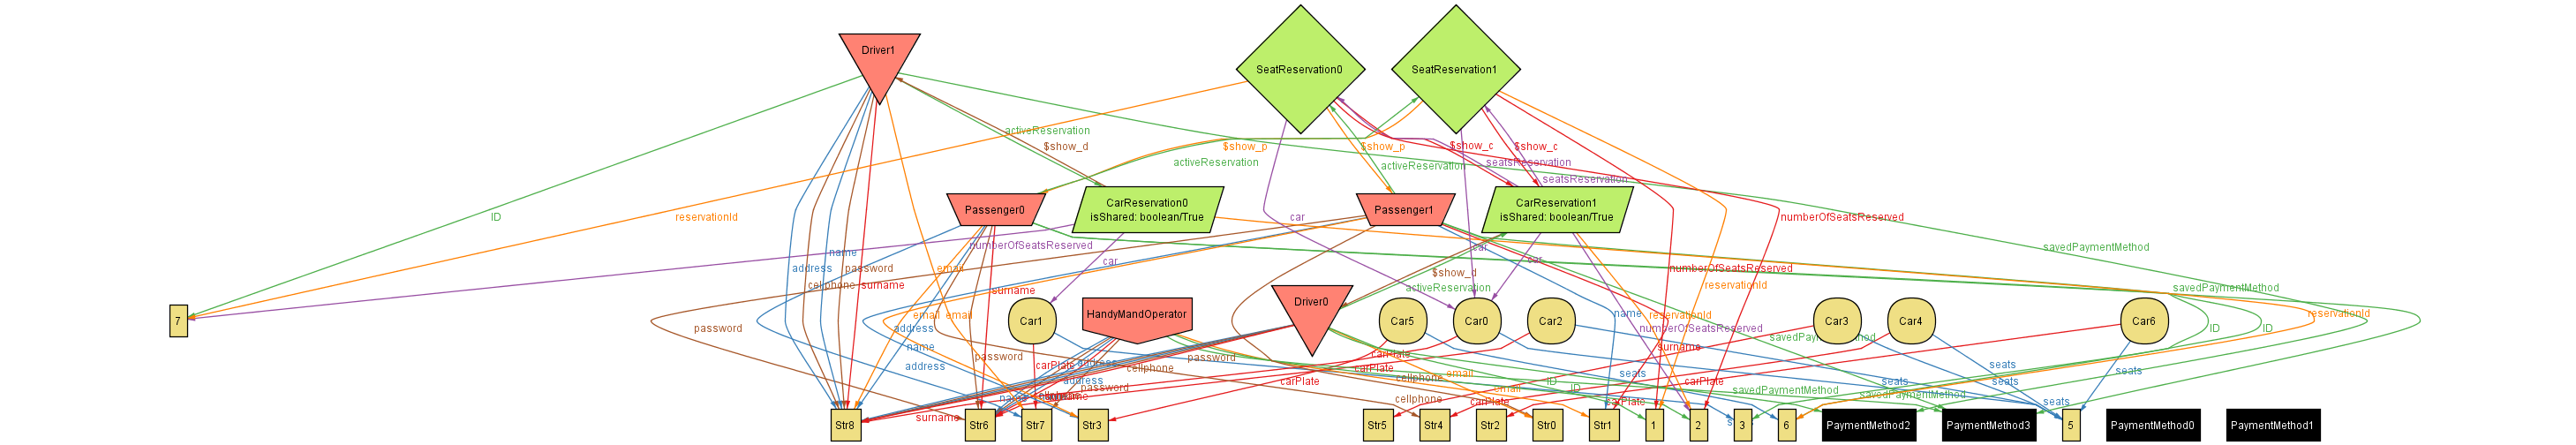 Driver1
SeatReservation0
SeatReservation1
activeReservation
$show_d
$show_p
$show_p
$show_c
$show_c
activeReservation
activeReservation
seatsReservation
seatsReservation
Passenger0
CarReservation0
isShared: boolean/True
Passenger1
CarReservation1
isShared: boolean/True
ID
reservationId
car
numberOfSeatsReserved
savedPaymentMethod
numberOfSeatsReserved
name
car
car
car
address
password
email
$show_d
numberOfSeatsReserved
cellphone
surname
surname
activeReservation
reservationId
savedPaymentMethod
7
Car1
HandyMandOperator
Driver0
Car5
Car0
Car2
Car3
Car4
Car6
email
email
name
reservationId
reservationId
password
address
numberOfSeatsReserved
ID
ID
name
password
password
carPlate
surname
address
carPlate
cellphone
carPlate
email
seats
carPlate
seats
seats
seats
address
password
carPlate
cellphone
email
ID
ID
savedPaymentMethod
savedPaymentMethod
name
cellphone
carPlate
carPlate
seats
surname
Str8
Str6
Str7
Str3
Str5
Str4
Str2
Str0
Str1
1
2
3
6
PaymentMethod2
PaymentMethod3
5
PaymentMethod0
PaymentMethod1